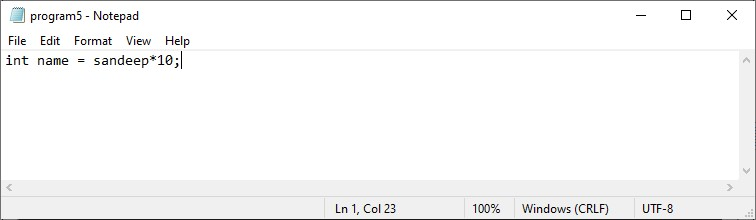 program5 - Notepad
File Edit Format View Help
int name = sandeep*10;
Ln 1, Col 23 100% Windows (CRLF) UTF-8